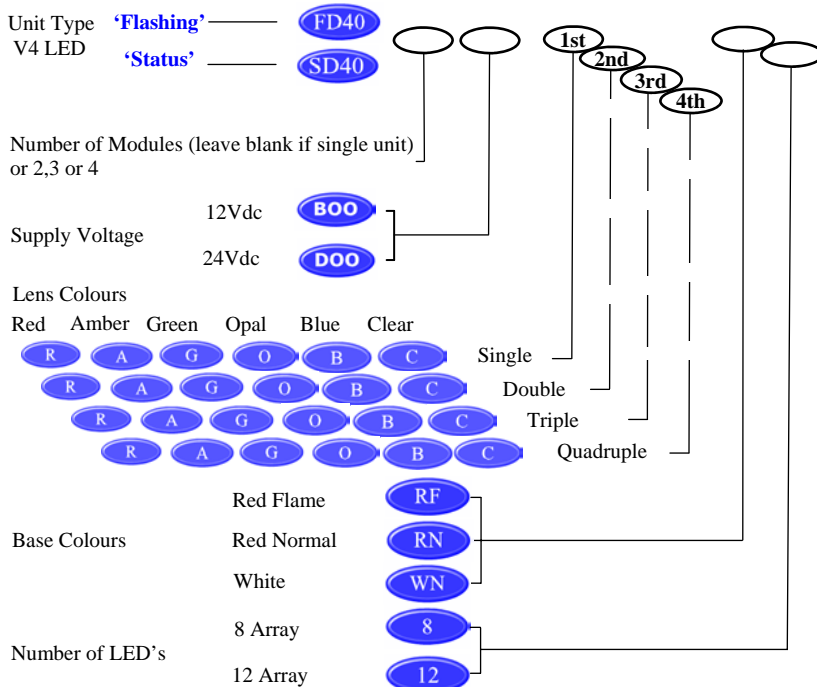 Unit Type ‘Flashing’ FD40
V4 LED
‘Status’ SD40
1st
2nd
3rd
4th
Number of Modules (leave blank if single unit)
or 2,3 or 4
12Vdc BOO
Supply Voltage
24Vdc DOO
Lens Colours
Red Amber Green Opal Blue Clear
R A G O B C Single
R A G O B C Double
R A G O B C Triple
R A G O B C Quadruple
Red Flame RF
Base Colours Red Normal RN
White WN
8 Array 8
Number of LED’s
12 Array 12